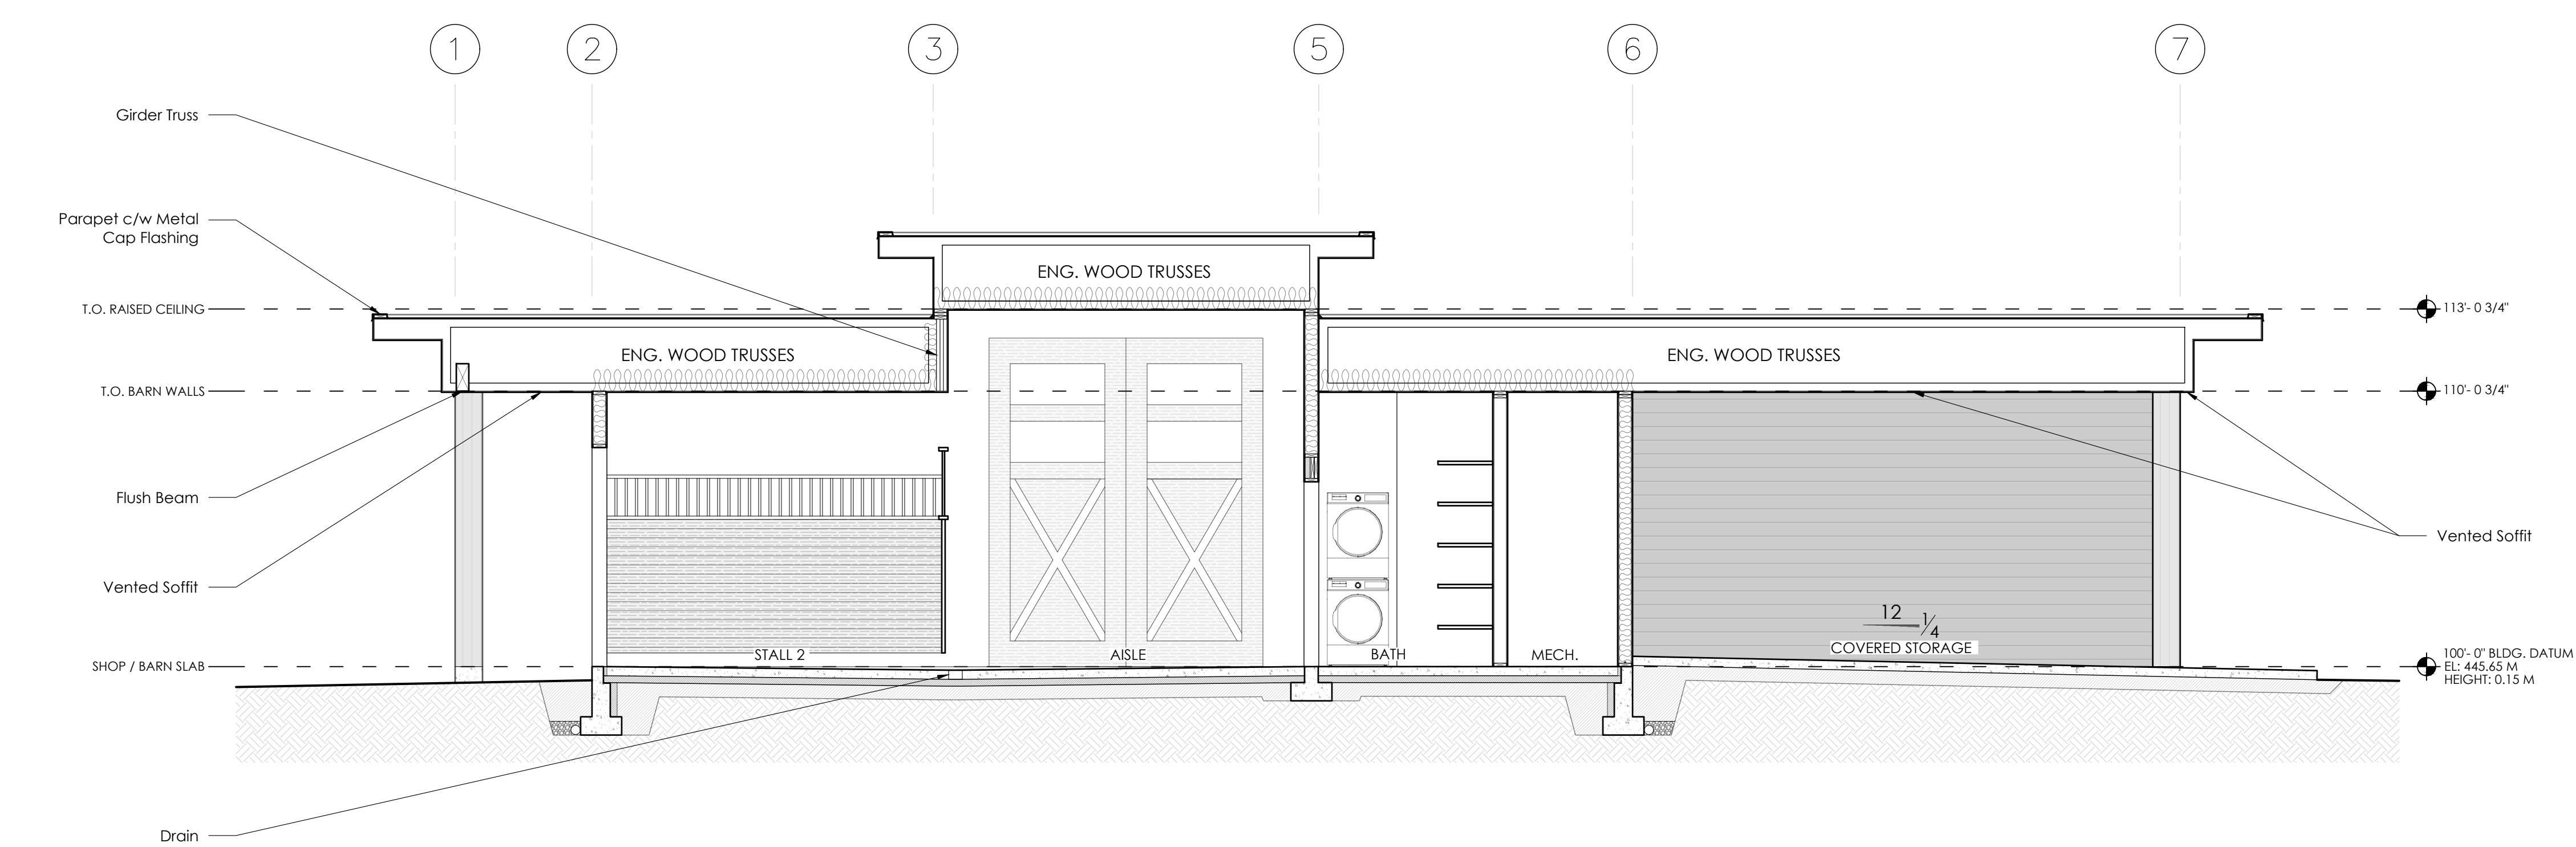 1
2
3
5
6
7
Girder Truss
Parapet c/w Metal
Cap Flashing
ENG. WOOD TRUSSES
T.O. RAISED CEILING
113'- 0 3/4"
ENG. WOOD TRUSSES
ENG. WOOD TRUSSES
T.O. BARN WALLS
110'- 0 3/4"
Flush Beam
Vented Soffit
Vented Soffit
12
1/4
COVERED STORAGE
STALL 2
AISLE
BATH
MECH.
SHOP / BARN SLAB
100'- 0" BLDG. DATUM
EL: 445.65 M
HEIGHT: 0.15 M
Drain